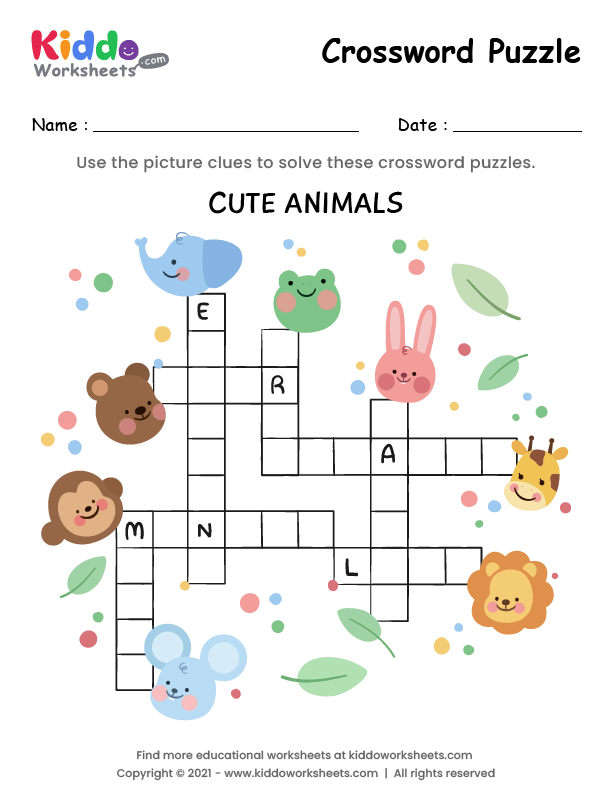 Kiddo
Worksheets.com
Crossword Puzzle
Name : Date :
Use the picture clues to solve these crossword puzzles.
CUTE ANIMALS
E
R
A
M N
L
Find more educational worksheets at kiddoworksheets.com
Copyright © 2021 - www.kiddoworksheets.com | All rights reserved